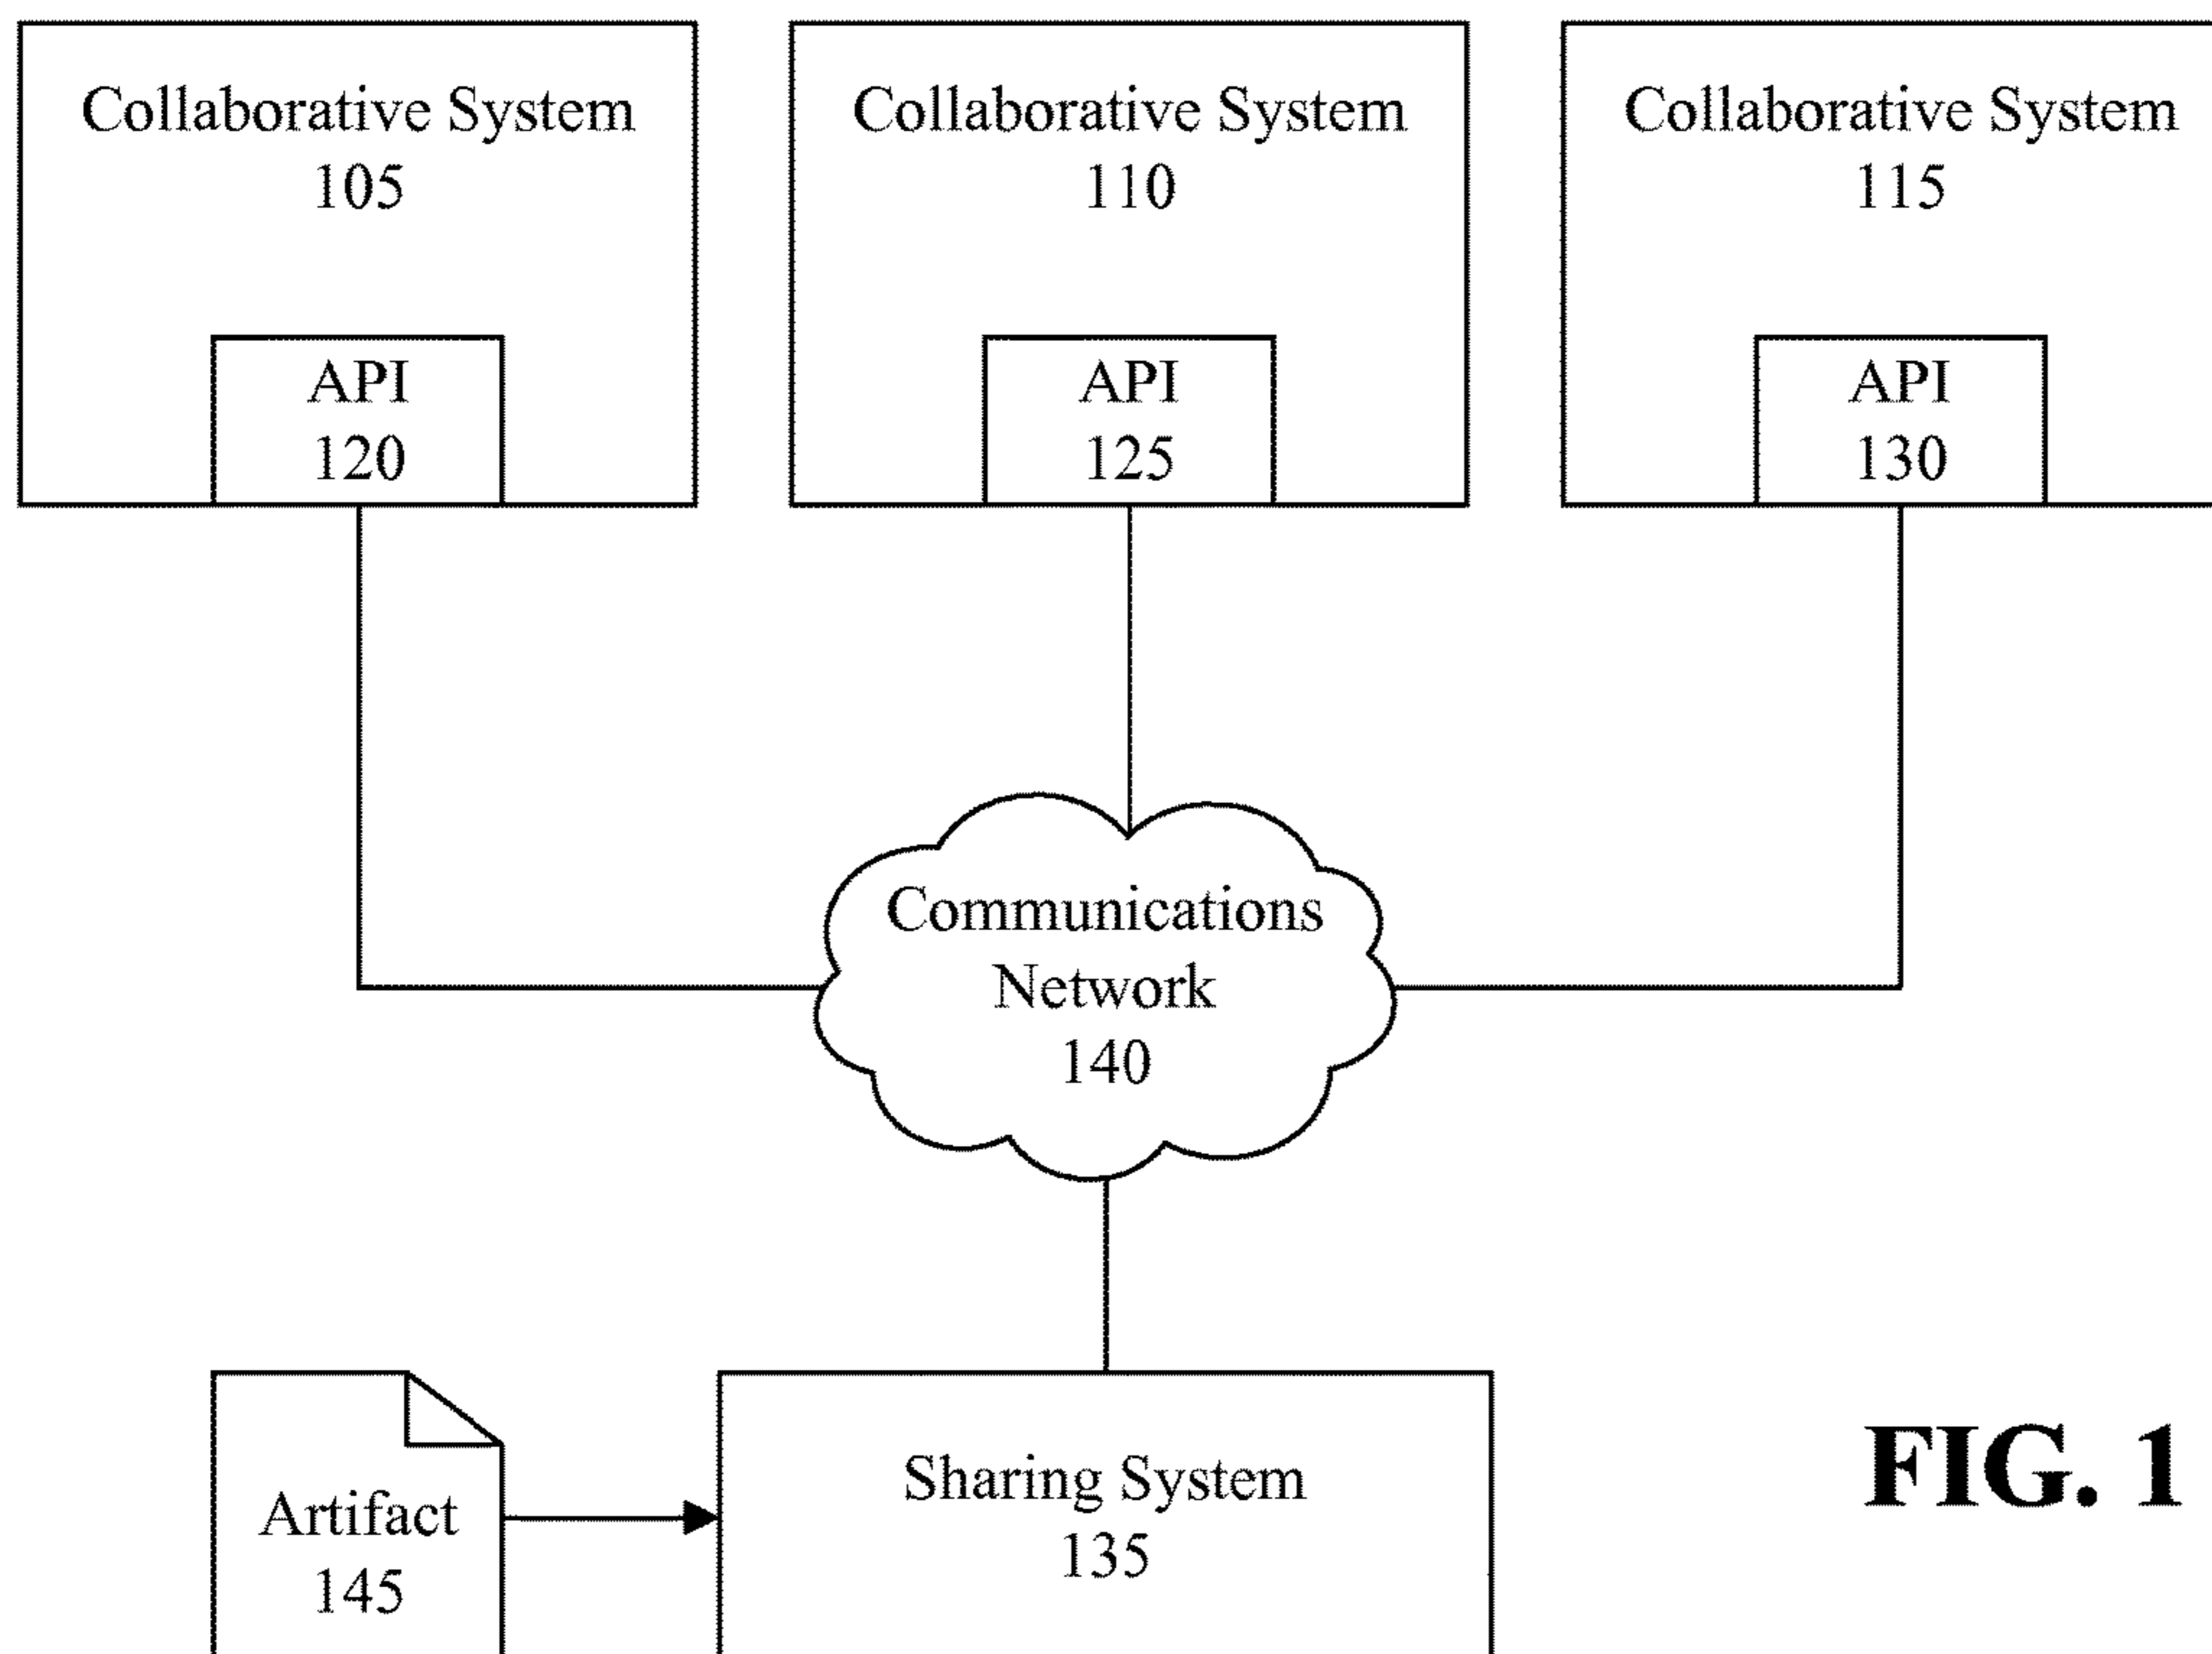 Collaborative System
105
Collaborative System
110
Collaborative System
115
API
120
API
125
API
130
Communications
Network
140
Artifact
145
Sharing System
135
FIG. 1